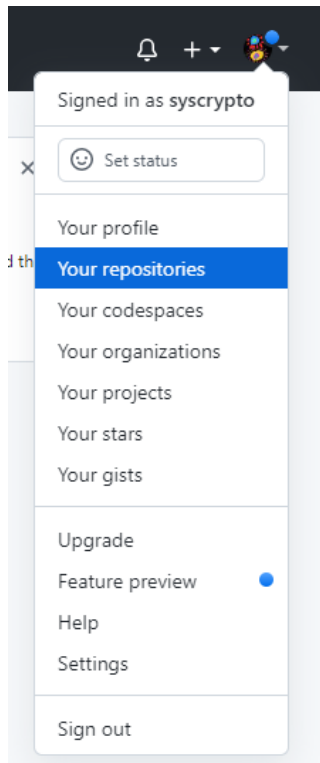 Signed in as syscrypto
Set status
d th
Your profile
Your repositories
Your codespaces
Your organizations
Your projects
Your stars
Your gists
Upgrade
Feature preview
Help
Settings
Sign out